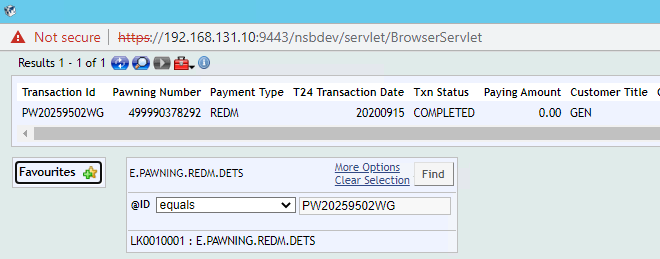 Not secure https://192.168.131.10:9443/nsbdev/servlet/BrowserServlet
Results 1 - 1 of 1
Transaction Id Pawning Number Payment Type T24 Transaction Date Txn Status Paying Amount Customer Title
PW20259502WG 499990378292 REDM 20200915 COMPLETED 0.00 GEN
Favourites
E.PAWNING.REDM.DETS More Options Find
Clear Selection
@ID equals PW20259502WG
LK0010001 : E.PAWNING.REDM.DETS